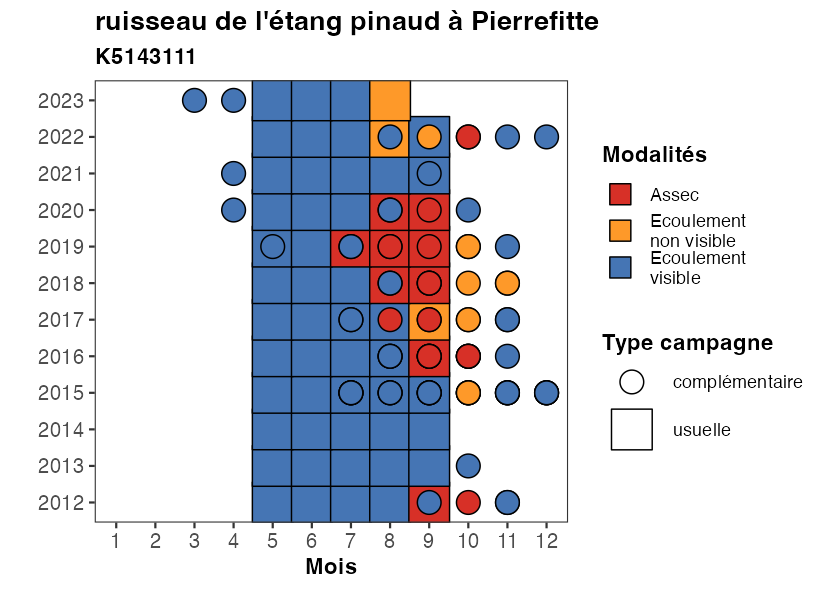 ruisseau de l'étang pinaud à Pierrefitte
K5143111
2023
2022
2021
2020
2019
2018
2017
2016
2015
2014
2013
2012
1 2 3 4 5 6 7 8 9 10 11 12
Mois
Modalités
Assec
Ecoulement
non visible
Ecoulement
visible
Type campagne
complémentaire
usuelle